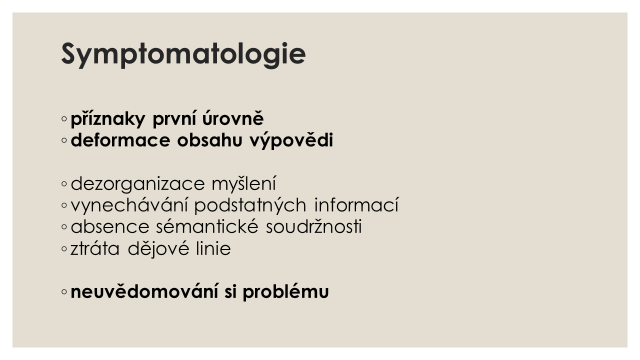 Symptomatologie
◦ příznaky první úrovně
◦ deformace obsahu výpovědi
◦ dezorganizace myšlení
◦ vynechávání podstatných informací
◦ absence sémantické soudržnosti
◦ ztráta dějové linie
◦ neuvědomování si problému